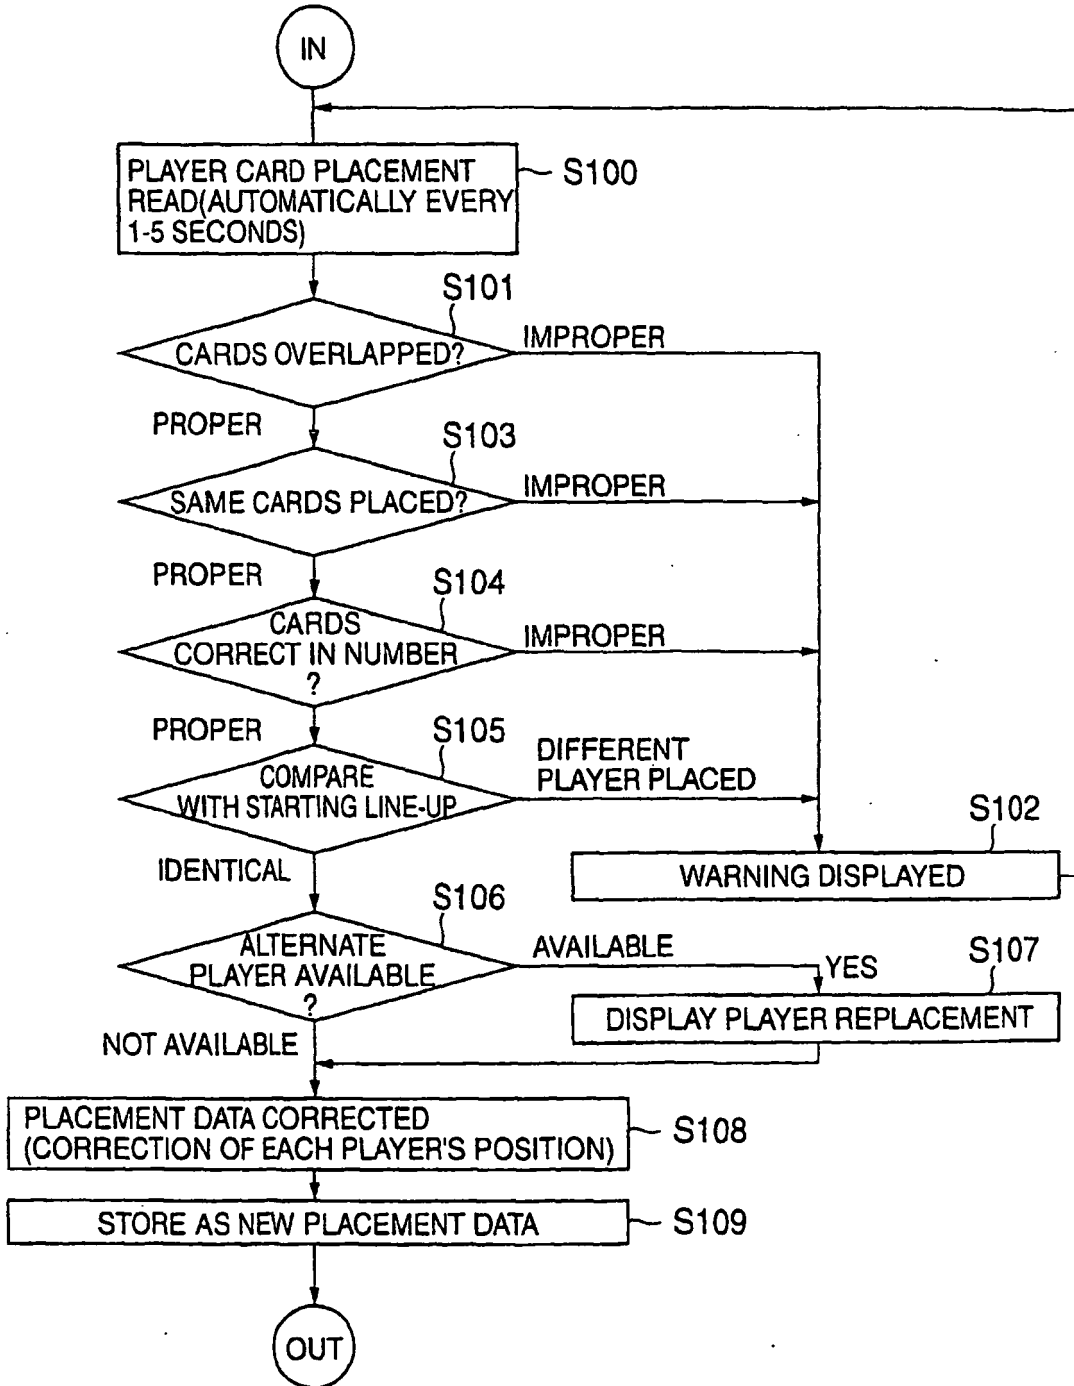 IN
PLAYER CARD PLACEMENT
READ(AUTOMATICALLY EVERY
1-5 SECONDS)
S100
S101
CARDS OVERLAPPED?
IMPROPER
PROPER
S103
SAME CARDS PLACED?
IMPROPER
PROPER
S104
CARDS
CORRECT IN NUMBER
?
IMPROPER
PROPER
S105
COMPARE
WITH STARTING LINE-UP
DIFFERENT
PLAYER PLACED
S102
WARNING DISPLAYED
IDENTICAL
S106
ALTERNATE
PLAYER AVAILABLE
?
AVAILABLE
YES
S107
DISPLAY PLAYER REPLACEMENT
NOT AVAILABLE
PLACEMENT DATA CORRECTED
(CORRECTION OF EACH PLAYER'S POSITION)
S108
STORE AS NEW PLACEMENT DATA
S109
OUT